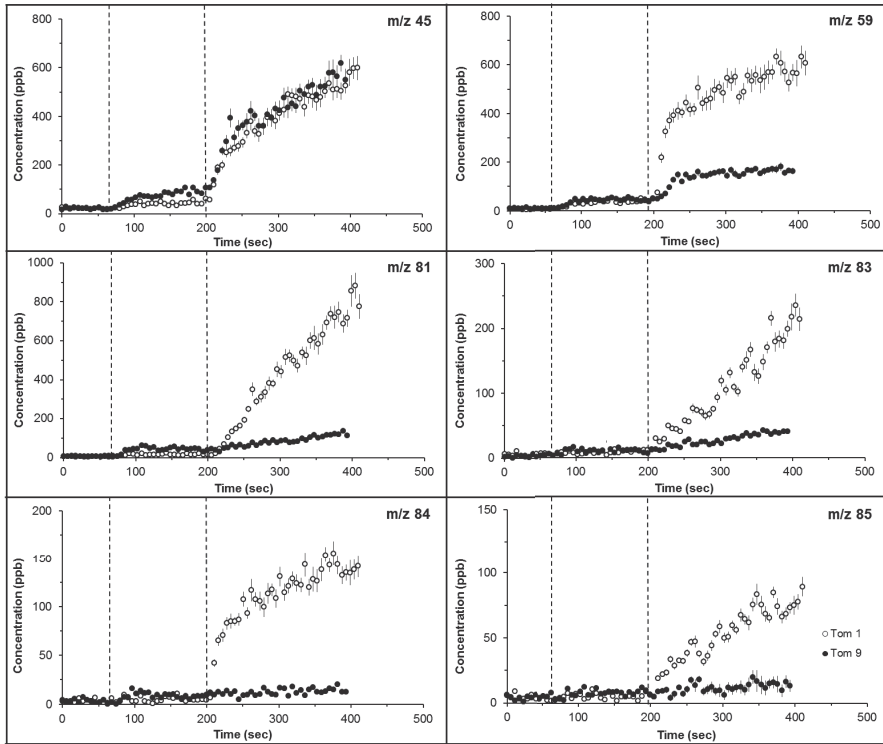 m/z 45
Concentration (ppb)
800
600
400
200
0
0 100 200 300 400 500
Time (sec)
m/z 59
Concentration (ppb)
800
600
400
200
0
0 100 200 300 400 500
Time (sec)
m/z 81
Concentration (ppb)
1000
800
600
400
200
0
0 100 200 300 400 500
Time (sec)
m/z 83
Concentration (ppb)
300
200
100
0
0 100 200 300 400 500
Time (sec)
m/z 84
Concentration (ppb)
200
150
100
50
0
0 100 200 300 400 500
Time (sec)
m/z 85
Concentration (ppb)
150
100
50
0
0 100 200 300 400 500
Time (sec)
Tom 1
Tom 9